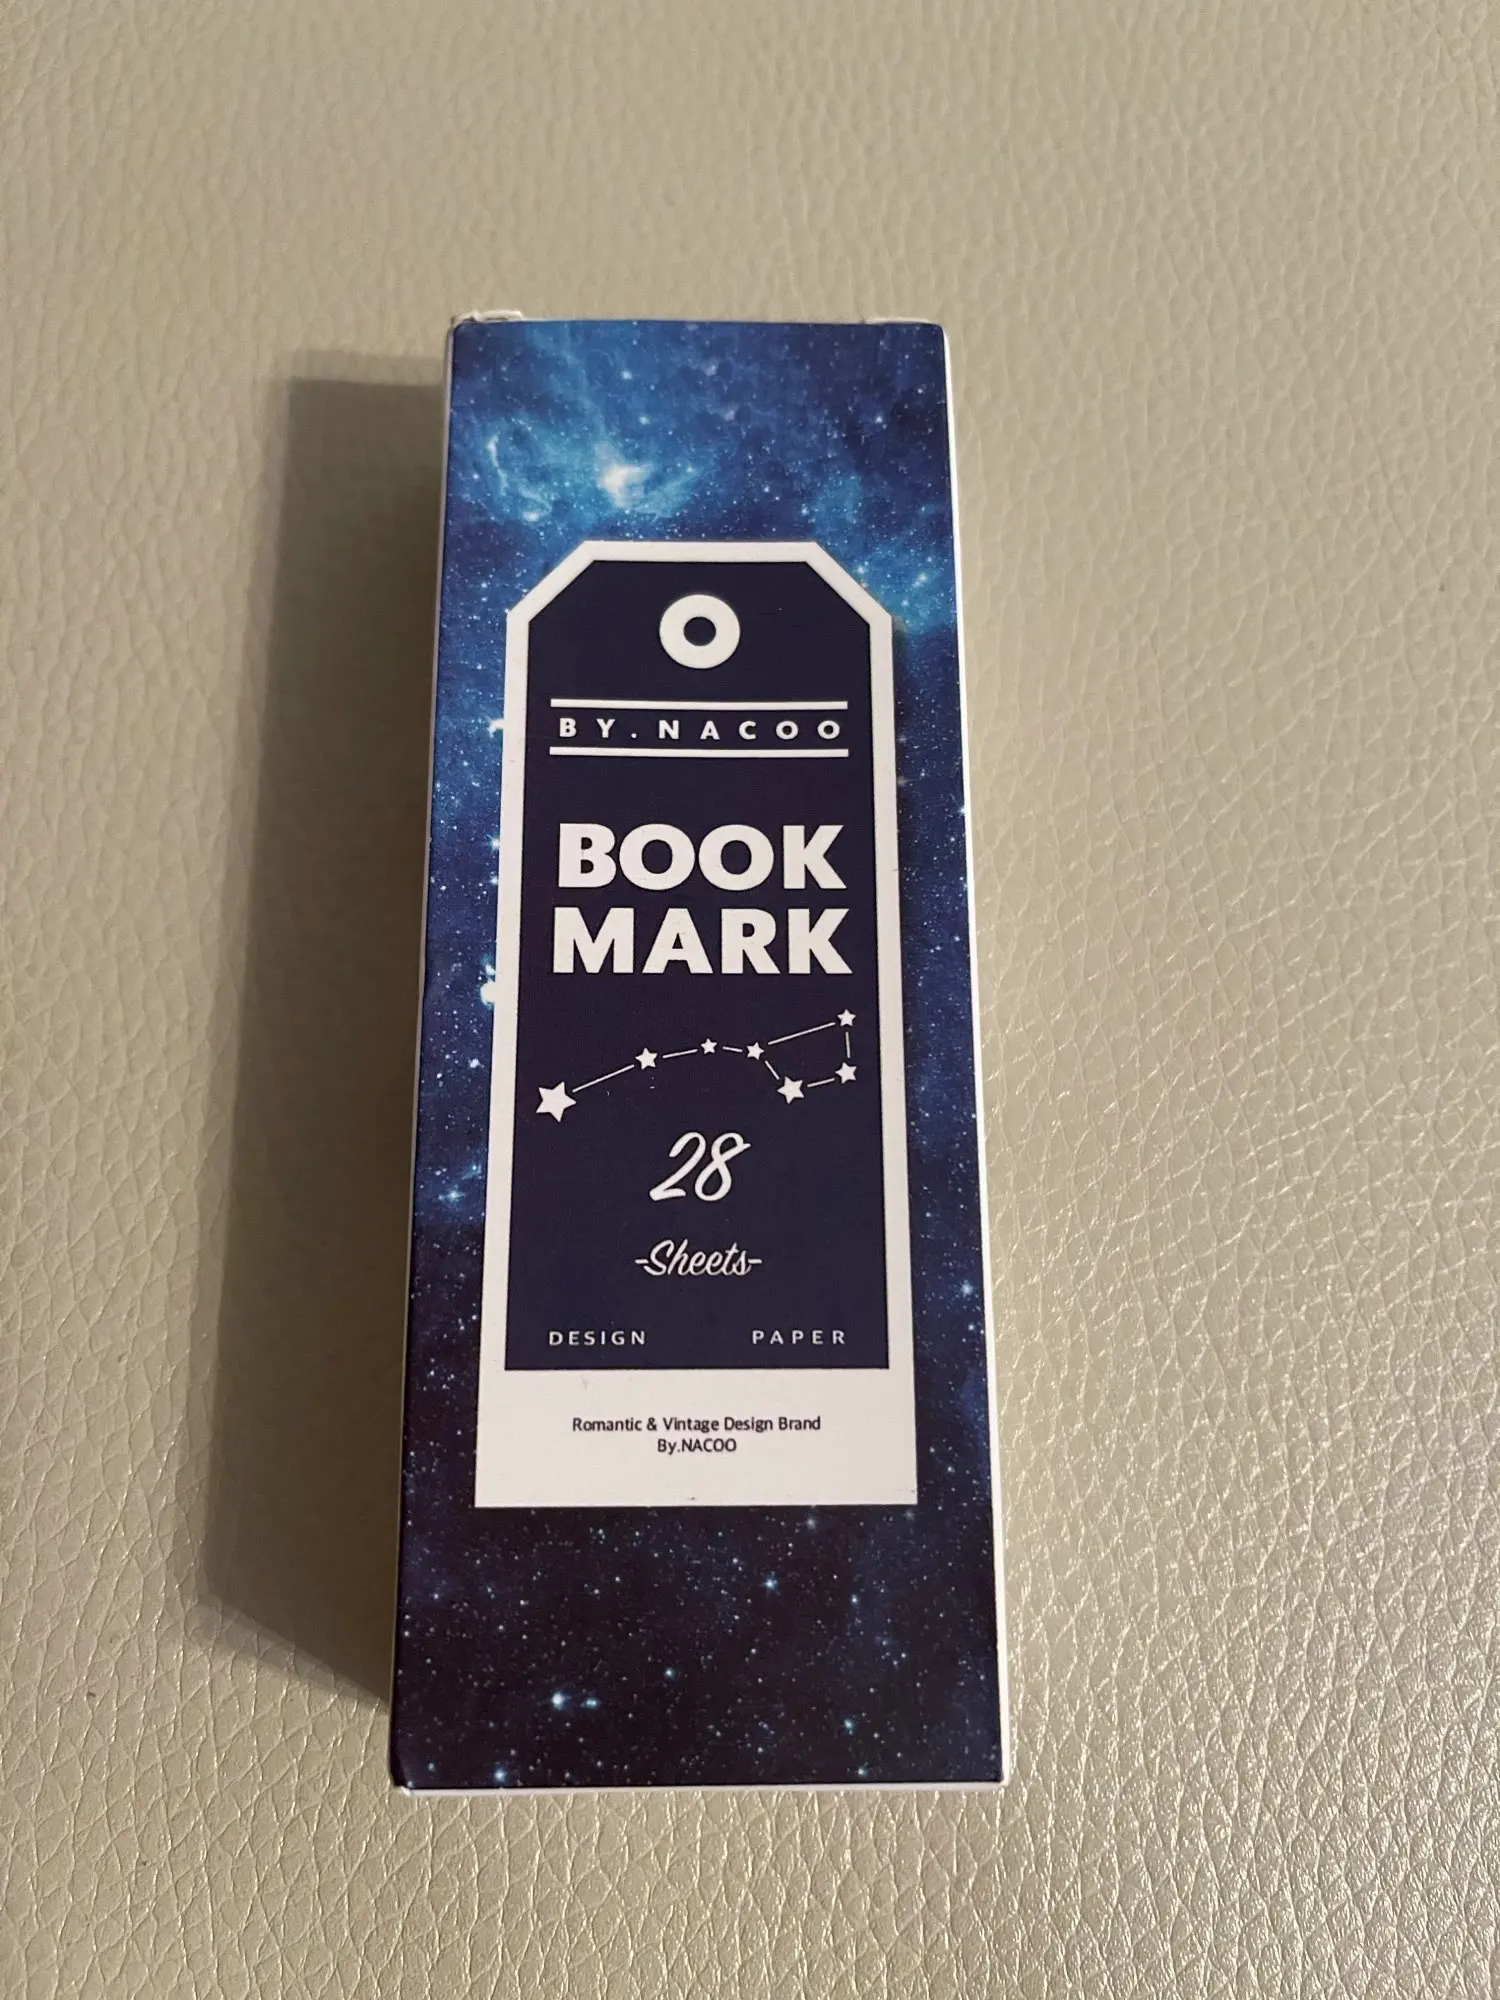 BY.NACOO
BOOK
MARK
28
-Sheets-
DESIGN PAPER
Romantic & Vintage Design Brand
By.NACOO